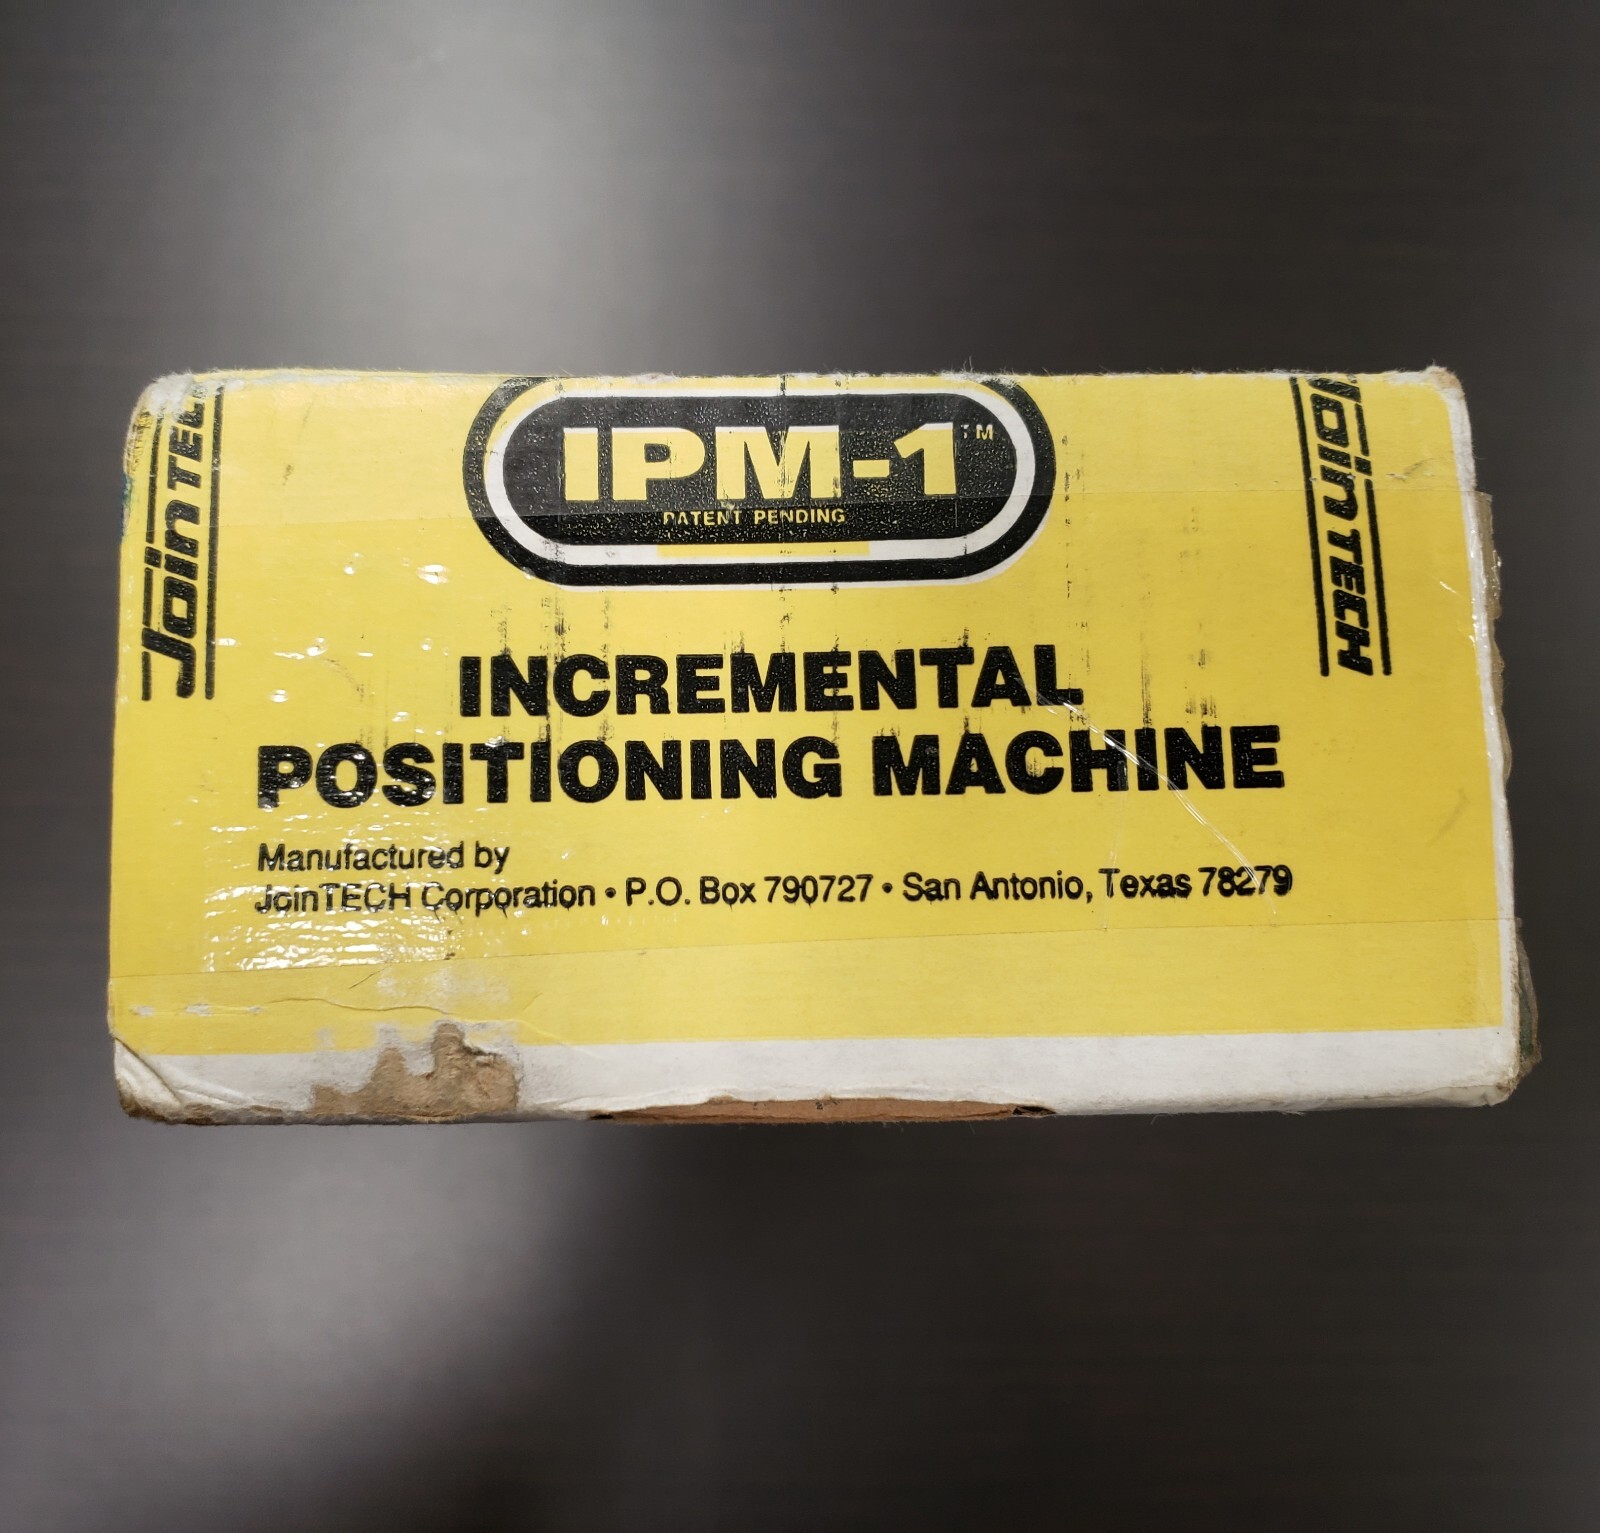 JoinTECH
IPM-1™
PATENT PENDING
JoinTECH
INCREMENTAL
POSITIONING MACHINE
Manufactured by
JoinTECH Corporation • P.O. Box 790727 • San Antonio, Texas 78279